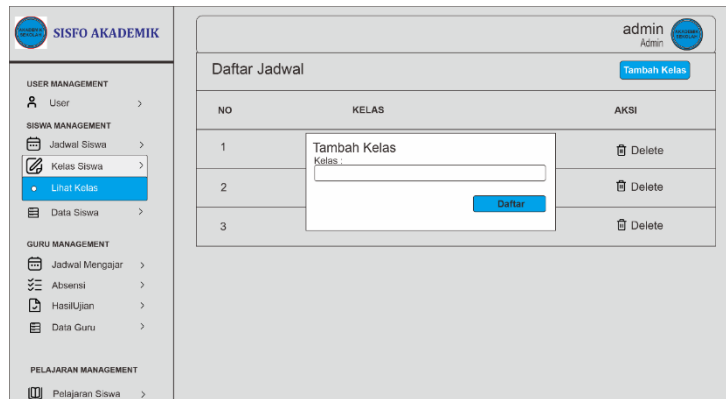 SISFO AKADEMIK
admin
Admin
USER MANAGEMENT
User
SISWA MANAGEMENT
Jadwal Siswa
Kelas Siswa
Lihat Kelas
Data Siswa
GURU MANAGEMENT
Jadwal Mengajar
Absensi
HasilUjian
Data Guru
PELAJARAN MANAGEMENT
Pelajaran Siswa
Daftar Jadwal
Tambah Kelas
NO KELAS AKSI
1 Delete
2 Delete
3 Delete
Tambah Kelas
Kelas :
Daftar